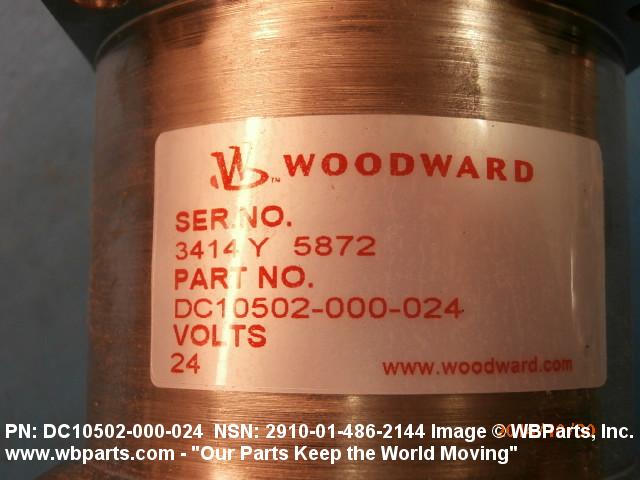 WOODWARD
SER.NO.
3414 Y 5872
PART NO.
DC10502-000-024
VOLTS
24
www.woodward.com
PN: DC10502-000-024 NSN: 2910-01-486-2144 Image © WBParts, Inc.
www.wbparts.com - "Our Parts Keep the World Moving"